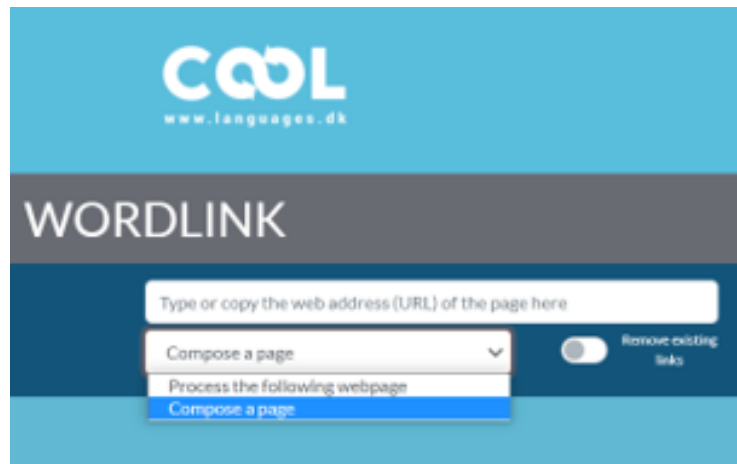 COOL
www.languages.dk
WORDLINK
Type or copy the web address (URL) of the page here
Compose a page
Remove existing
links
Process the following webpage
Compose a page